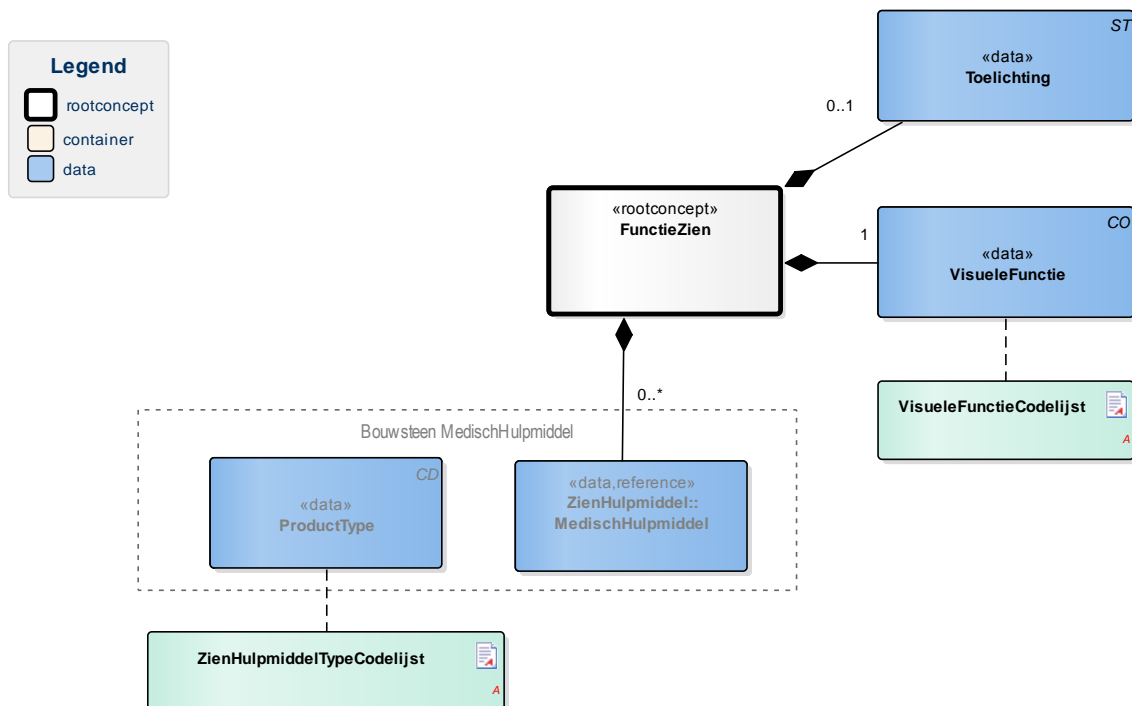 Legend
rootconcept
container
data
ST
«data»
Toelichting
0..1
«rootconcept»
FunctieZien
1
CO
«data»
VisueleFunctie
0..*
VisueleFunctieCodelijst
A
Bouwsteen MedischHulpmiddel
CD
«data»
ProductType
«data,reference»
ZienHulpmiddel::
MedischHulpmiddel
ZienHulpmiddelTypeCodelijst
A